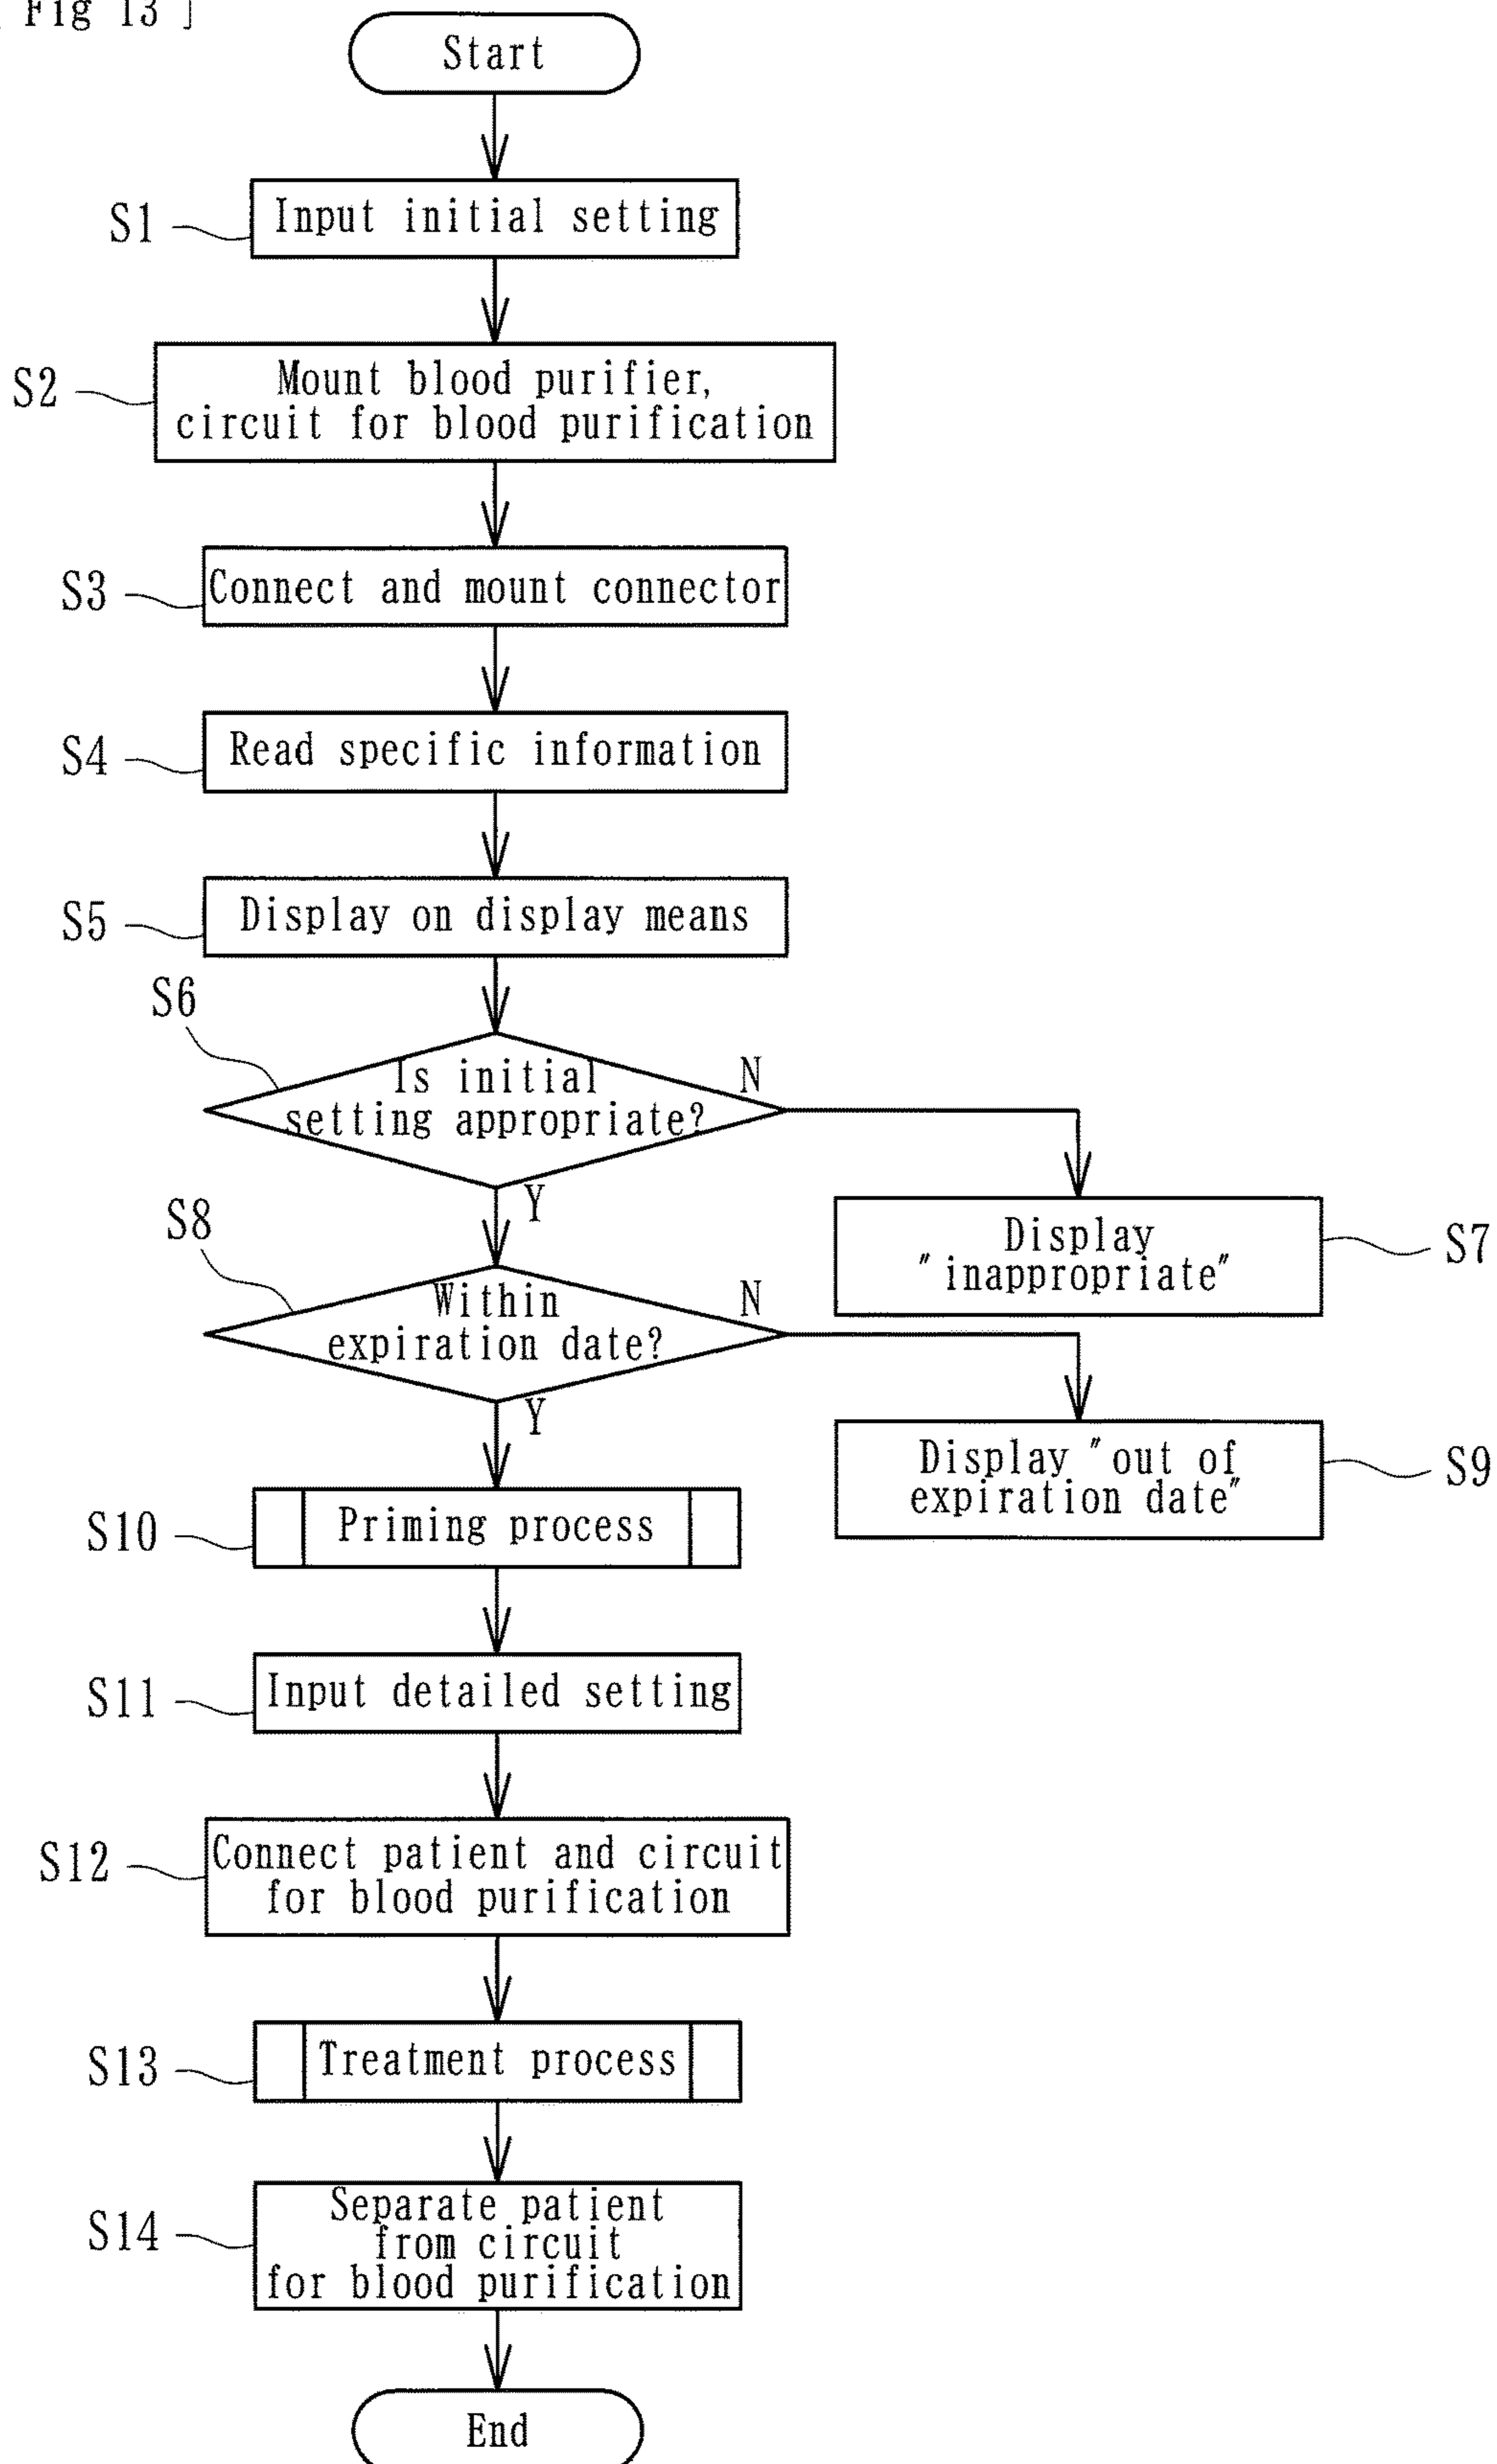 Fig 13 ]
Start
S1
Input initial setting
S2
Mount blood purifier,
circuit for blood purification
S3
Connect and mount connector
S4
Read specific information
S5
Display on display means
S6
Is initial
setting appropriate?
N
Y
S7
Display
"inappropriate"
S8
Within
expiration date?
N
Y
S9
Display "out of
expiration date"
S10
Priming process
S11
Input detailed setting
S12
Connect patient and circuit
for blood purification
S13
Treatment process
S14
Separate patient
from circuit
for blood purification
End